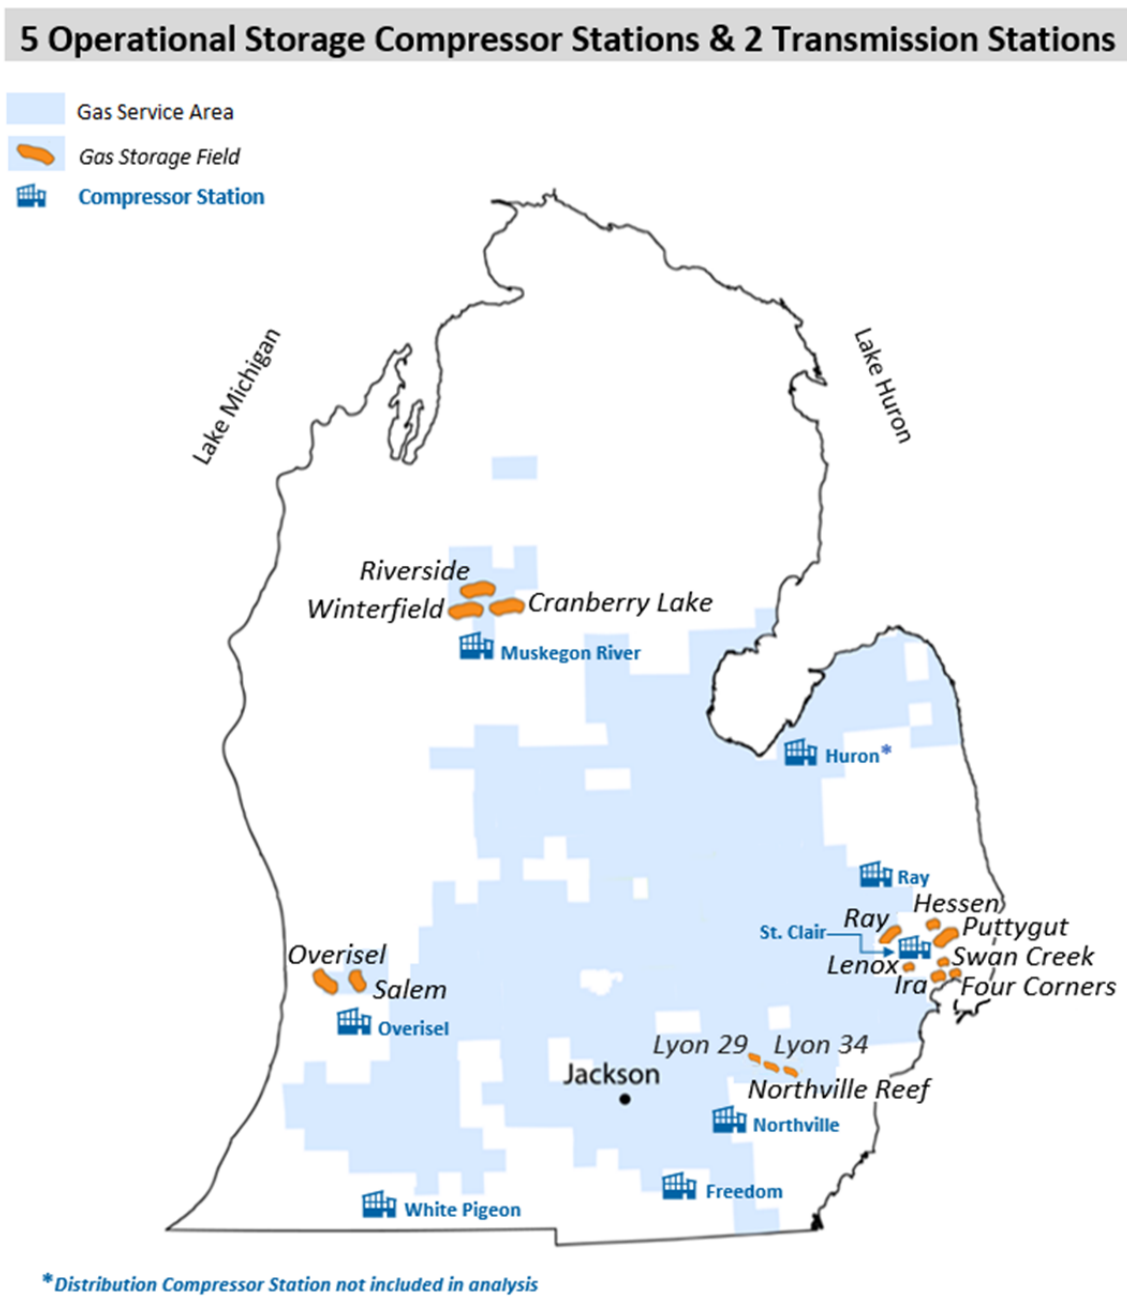 5 Operational Storage Compressor Stations & 2 Transmission Stations
Gas Service Area
Gas Storage Field
Compressor Station
Lake Michigan
Lake Huron
Riverside
Winterfield
Cranberry Lake
Muskegon River
Huron*
Ray
Hessen
Ray
Puttygut
St. Clair
Swan Creek
Lenox
Ira
Four Corners
Overisel
Salem
Overisel
Lyon 29
Lyon 34
Jackson
Northville Reef
Northville
Freedom
White Pigeon
*Distribution Compressor Station not included in analysis